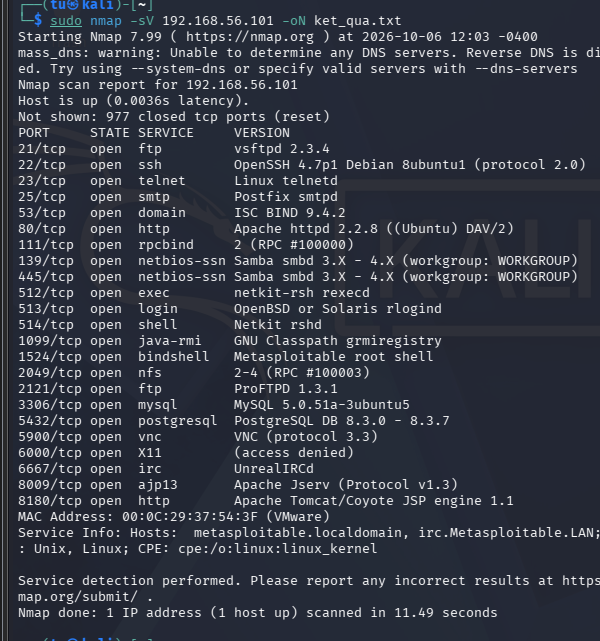 ┌──(tu㉿kali)-[~]
└─$ sudo nmap -sV 192.168.56.101 -oN ket_qua.txt
Starting Nmap 7.99 ( https://nmap.org ) at 2026-10-06 12:03 -0400
mass_dns: warning: Unable to determine any DNS servers. Reverse DNS is di
ed. Try using --system-dns or specify valid servers with --dns-servers
Nmap scan report for 192.168.56.101
Host is up (0.0036s latency).
Not shown: 977 closed tcp ports (reset)
PORT     STATE SERVICE     VERSION
21/tcp   open  ftp         vsftpd 2.3.4
22/tcp   open  ssh         OpenSSH 4.7p1 Debian 8ubuntu1 (protocol 2.0)
23/tcp   open  telnet      Linux telnetd
25/tcp   open  smtp        Postfix smtpd
53/tcp   open  domain      ISC BIND 9.4.2
80/tcp   open  http        Apache httpd 2.2.8 ((Ubuntu) DAV/2)
111/tcp  open  rpcbind     2 (RPC #100000)
139/tcp  open  netbios-ssn Samba smbd 3.X - 4.X (workgroup: WORKGROUP)
445/tcp  open  netbios-ssn Samba smbd 3.X - 4.X (workgroup: WORKGROUP)
512/tcp  open  exec        netkit-rsh rexecd
513/tcp  open  login       OpenBSD or Solaris rlogind
514/tcp  open  shell       Netkit rshd
1099/tcp open  java-rmi    GNU Classpath grmiregistry
1524/tcp open  bindshell   Metasploitable root shell
2049/tcp open  nfs         2-4 (RPC #100003)
2121/tcp open  ftp         ProFTPD 1.3.1
3306/tcp open  mysql       MySQL 5.0.51a-3ubuntu5
5432/tcp open  postgresql  PostgreSQL DB 8.3.0 - 8.3.7
5900/tcp open  vnc         VNC (protocol 3.3)
6000/tcp open  X11         (access denied)
6667/tcp open  irc         UnrealIRCd
8009/tcp open  ajp13       Apache Jserv (Protocol v1.3)
8180/tcp open  http        Apache Tomcat/Coyote JSP engine 1.1
MAC Address: 00:0C:29:37:54:3F (VMware)
Service Info: Hosts:  metasploitable.localdomain, irc.Metasploitable.LAN;
: Unix, Linux; CPE: cpe:/o:linux:linux_kernel

Service detection performed. Please report any incorrect results at https
map.org/submit/ .
Nmap done: 1 IP address (1 host up) scanned in 11.49 seconds
KALI